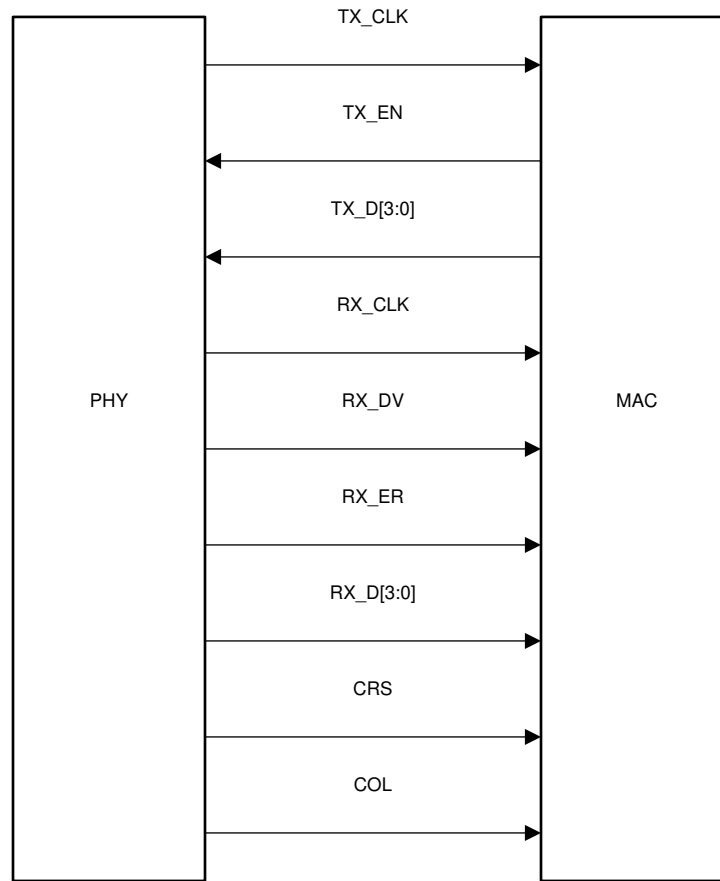 TX_CLK
TX_EN
TX_D[3:0]
RX_CLK
PHY
RX_DV
MAC
RX_ER
RX_D[3:0]
CRS
COL